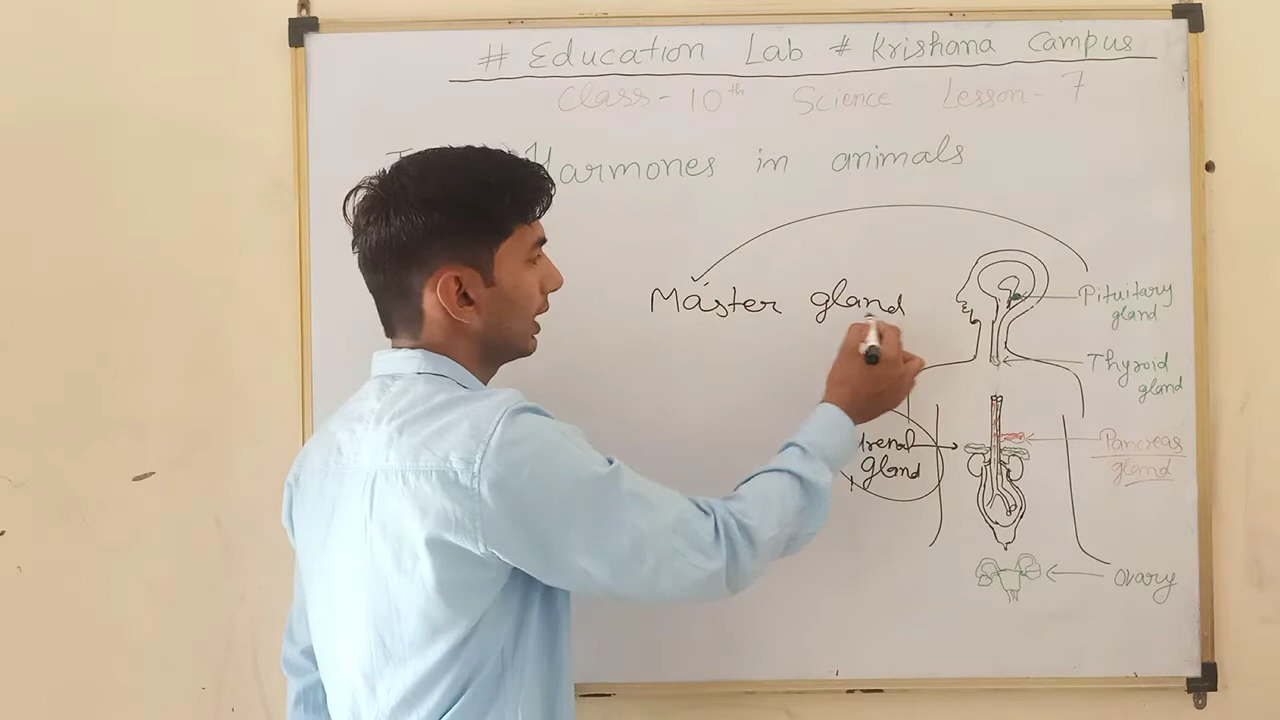 # Education Lab # Krishana Campus
Class-10th Science Lesson-7
Harmones in animals
Master gland
Pituitary
gland
Thyroid
gland
Pancreas
gland
gland
Ovary